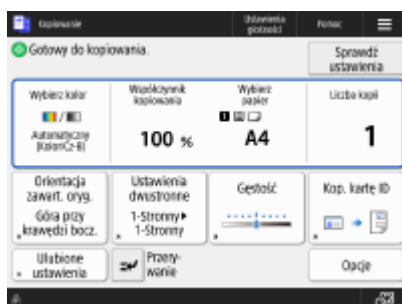 Kopiowanie
Ustawienia
gotowości
Pomoc
Gotowy do kopiowania.
Sprawdź
ustawienia
Wybierz kolor
Współczynnik
kopiowania
Wybierz
papier
Liczba kopii
Automatyczny
[Kolor/Cz-B]
100 %
1
A4
1
Orientacja
zawart. oryg.
Ustawienia
dwustronne
Gęstość
Kop. kartę ID
Góra przy
krawędzi bocz.
1-Stronny▶
1-Stronny
Ulubione
ustawienia
Przery-
wanie
Opcje